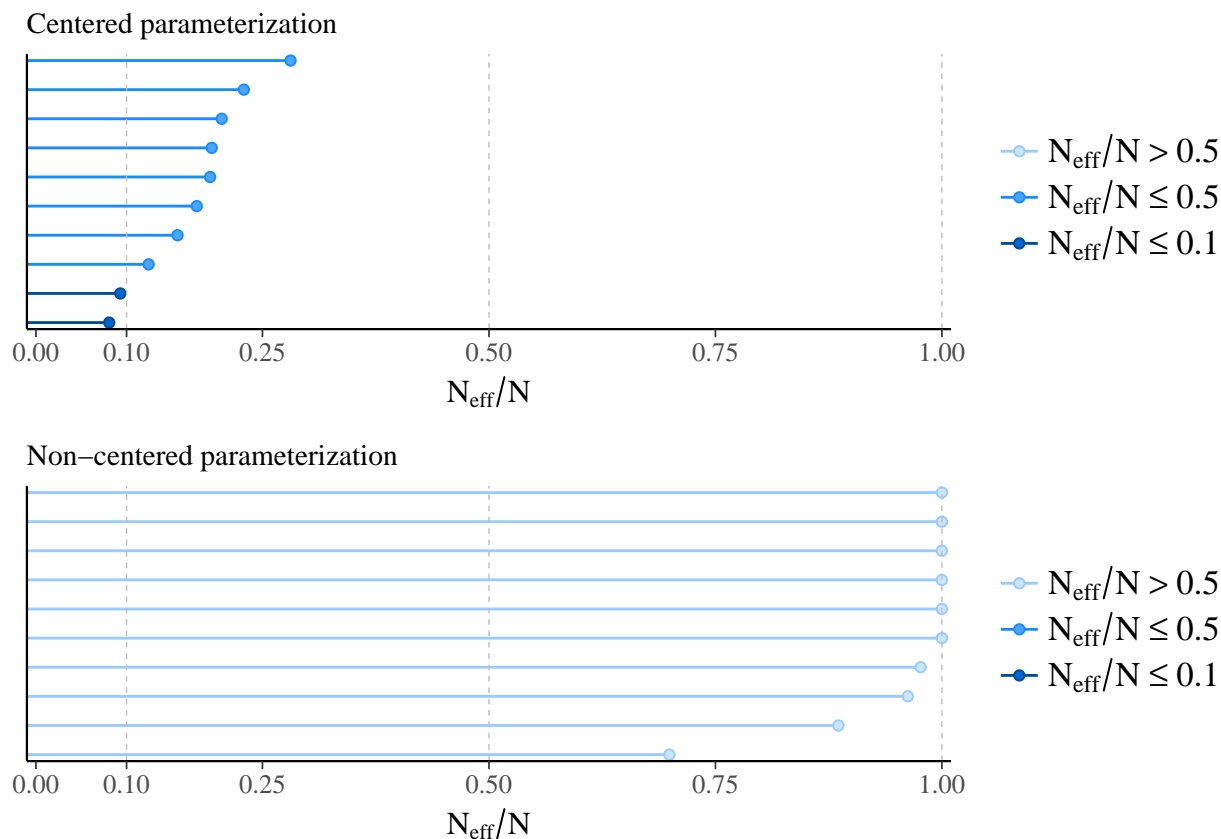 Centered parameterization
N_eff/N > 0.5
N_eff/N ≤ 0.5
N_eff/N ≤ 0.1
0.00 0.10 0.25 0.50 0.75 1.00
N_eff/N
Non−centered parameterization
N_eff/N > 0.5
N_eff/N ≤ 0.5
N_eff/N ≤ 0.1
0.00 0.10 0.25 0.50 0.75 1.00
N_eff/N